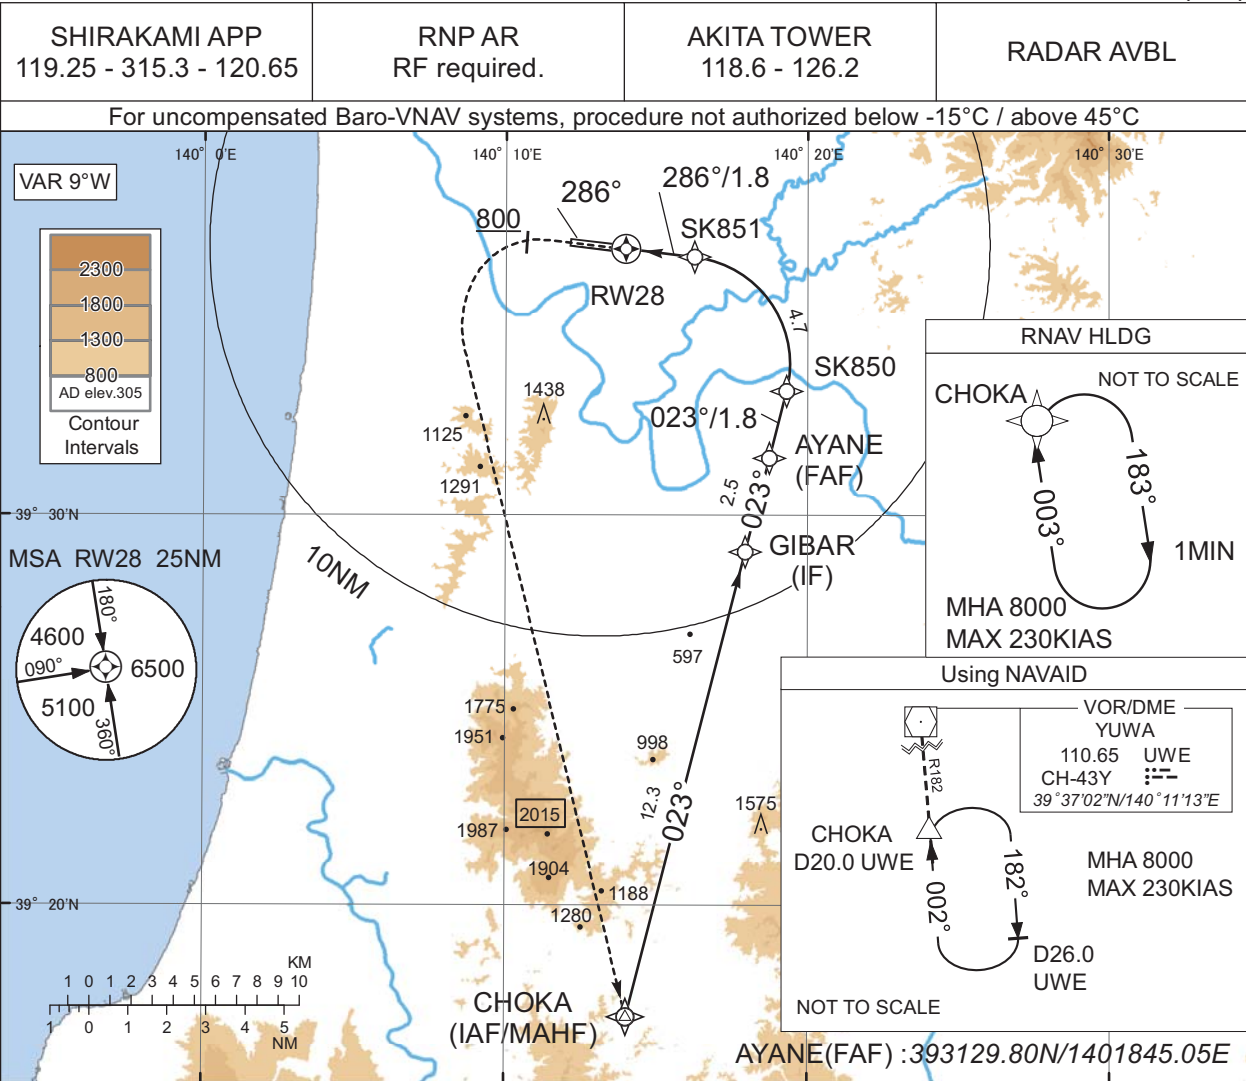 SHIRAKAMI APP
119.25 - 315.3 - 120.65
RNP AR
RF required.
AKITA TOWER
118.6 - 126.2
RADAR AVBL
For uncompensated Baro-VNAV systems, procedure not authorized below -15°C / above 45°C
140° 0'E
140° 10'E
140° 20'E
140° 30'E
VAR 9°W
2300
1800
1300
800
AD elev.305
Contour
Intervals
286°
286°/1.8
800
SK851
RW28
4.7
SK850
023°/1.8
AYANE
(FAF)
2.5
023°
GIBAR
(IF)
1438
1125
1291
39° 30'N
10NM
MSA RW28 25NM
180°
4600
090°
6500
5100
360°
597
1775
1951
998
12.3
023°
1575
2015
1987
1904
1188
1280
39° 20'N
KM
1 0 1 2 3 4 5 6 7 8 9 10
1 0 1 2 3 4 5
NM
CHOKA
(IAF/MAHF)
RNAV HLDG
NOT TO SCALE
CHOKA
183°
003°
1MIN
MHA 8000
MAX 230KIAS
Using NAVAID
VOR/DME
YUWA
110.65 UWE
CH-43Y
39°37'02"N/140°11'13"E
R182
CHOKA
D20.0 UWE
182°
002°
MHA 8000
MAX 230KIAS
D26.0
UWE
NOT TO SCALE
AYANE(FAF) :393129.80N/1401845.05E